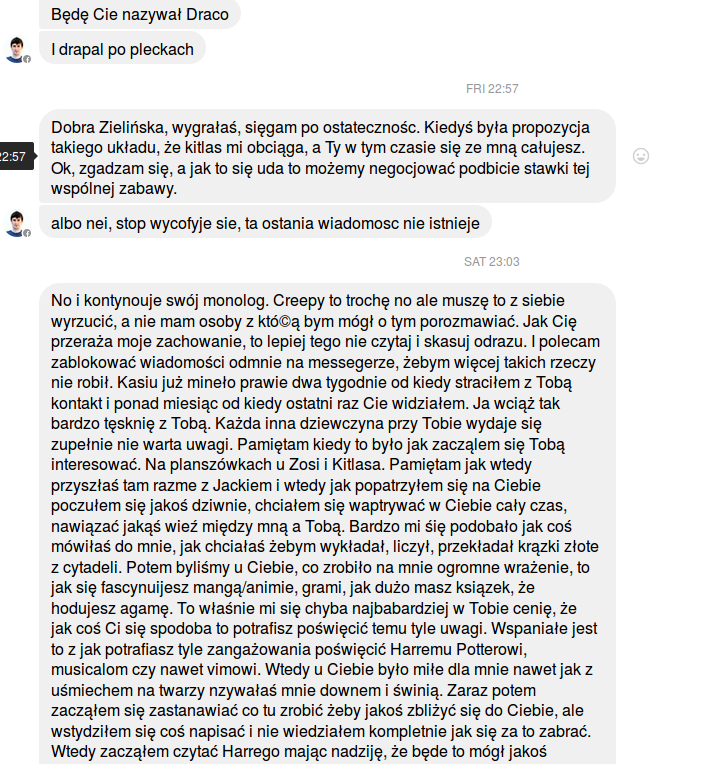 Będę Cie nazywał Draco
I drapal po pleckach
FRI 22:57
Dobra Zielińska, wygrałaś, sięgam po ostatecznośc. Kiedyś była propozycja
takiego układu, że kitlas mi obciąga, a Ty w tym czasie się ze mną całujesz.
22:57
Ok, zgadzam się, a jak to się uda to możemy negocjować podbicie stawki tej
wspólnej zabawy.
albo nei, stop wycofyje sie, ta ostania wiadomosc nie istnieje
SAT 23:03
No i kontynouje swój monolog. Creepy to trochę no ale muszę to z siebie
wyrzucić, a nie mam osoby z któ©ą bym mógł o tym porozmawiać. Jak Cię
przeraża moje zachowanie, to lepiej tego nie czytaj i skasuj odrazu. I polecam
zablokować wiadomości odmnie na messegerze, żebym więcej takich rzeczy
nie robił. Kasiu już mineło prawie dwa tygodnie od kiedy straciłem z Tobą
kontakt i ponad miesiąc od kiedy ostatni raz Cie widziałem. Ja wciąż tak
bardzo tęsknię z Tobą. Każda inna dziewczyna przy Tobie wydaje się
zupełnie nie warta uwagi. Pamiętam kiedy to było jak zacząłem się Tobą
interesować. Na planszówkach u Zosi i Kitlasa. Pamiętam jak wtedy
przyszłaś tam razme z Jackiem i wtedy jak popatrzyłem się na Ciebie
poczułem się jakoś dziwnie, chciałem się waptrywać w Ciebie cały czas,
nawiązać jakąś wieź między mną a Tobą. Bardzo mi śię podobało jak coś
mówiłaś do mnie, jak chciałaś żebym wykładał, liczył, przekładał krązki złote
z cytadeli. Potem byliśmy u Ciebie, co zrobiło na mnie ogromne wrażenie, to
jak się fascynuijesz mangą/animie, grami, jak dużo masz ksiązek, że
hodujesz agamę. To właśnie mi się chyba najbabardziej w Tobie cenię, że
jak coś Ci się spodoba to potrafisz poświęcić temu tyle uwagi. Wspaniałe jest
to z jak potrafiasz tyle zangażowania poświęcić Harremu Potterowi,
musicalom czy nawet vimowi. Wtedy u Ciebie było miłe dla mnie nawet jak z
uśmiechem na twarzy nzywałaś mnie downem i świnią. Zaraz potem
zacząłem się zastanawiać co tu zrobić żeby jakoś zbliżyć się do Ciebie, ale
wstydziłem się coś napisać i nie wiedziałem kompletnie jak się za to zabrać.
Wtedy zacząłem czytać Harrego mając nadzięję, że będe to mógł jakoś